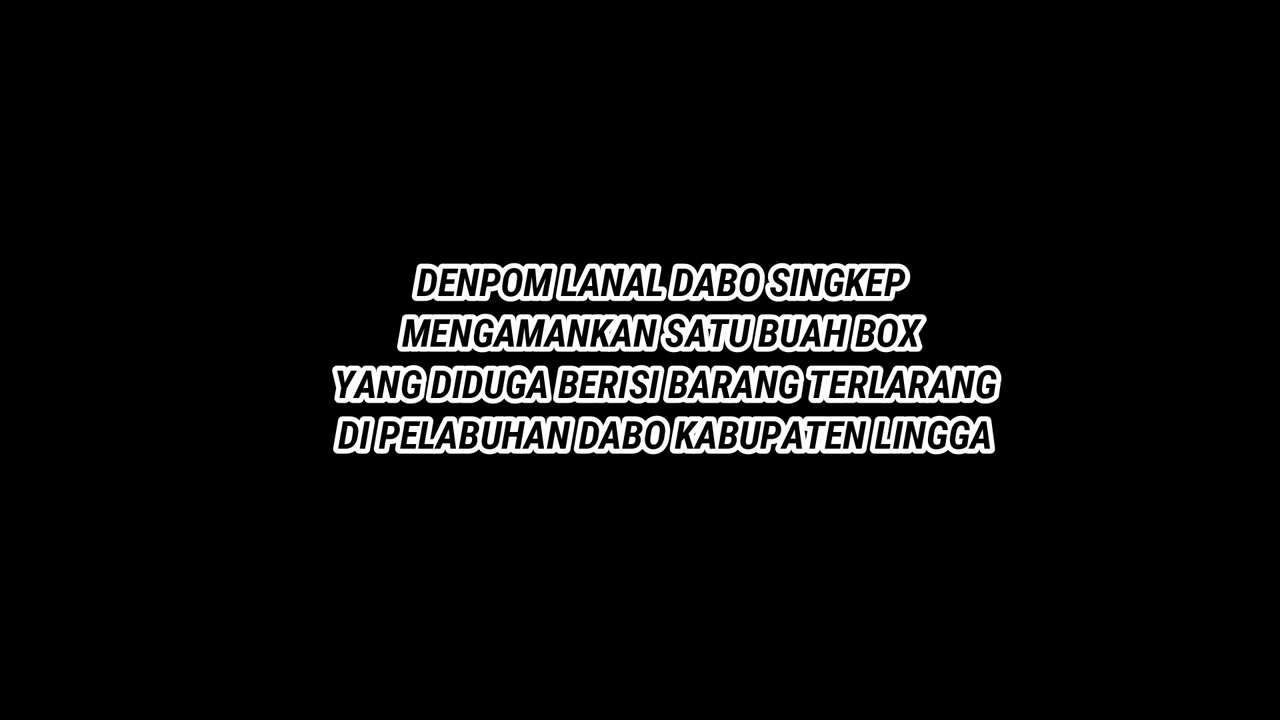 DENPOM LANAL DABO SINGKEP
MENGAMANKAN SATU BUAH BOX
YANG DIDUGA BERISI BARANG TERLARANG
DI PELABUHAN DABO KABUPATEN LINGGA